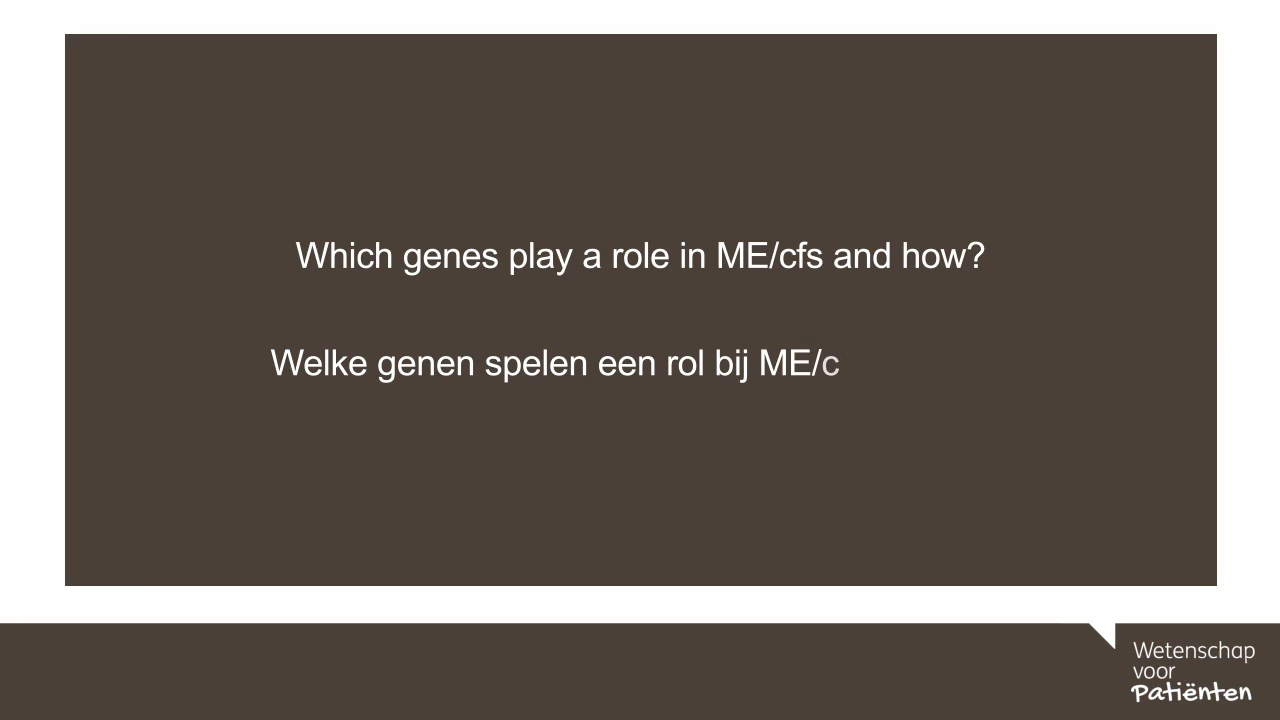 Which genes play a role in ME/cfs and how?
Welke genen spelen een rol bij ME/c
Wetenschap
voor
Patiënten